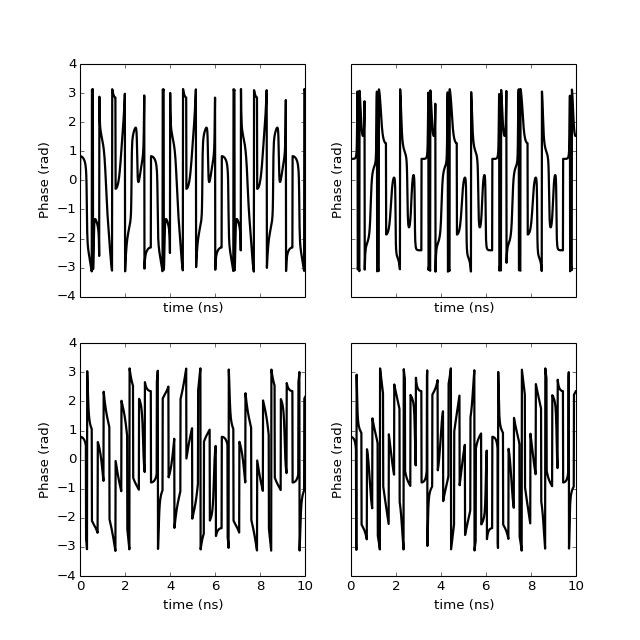 4
3
2
1
0
−1
−2
−3
−4
Phase (rad)
time (ns)
Phase (rad)
time (ns)
4
3
2
1
0
−1
−2
−3
−4
Phase (rad)
0 2 4 6 8 10
time (ns)
Phase (rad)
0 2 4 6 8 10
time (ns)